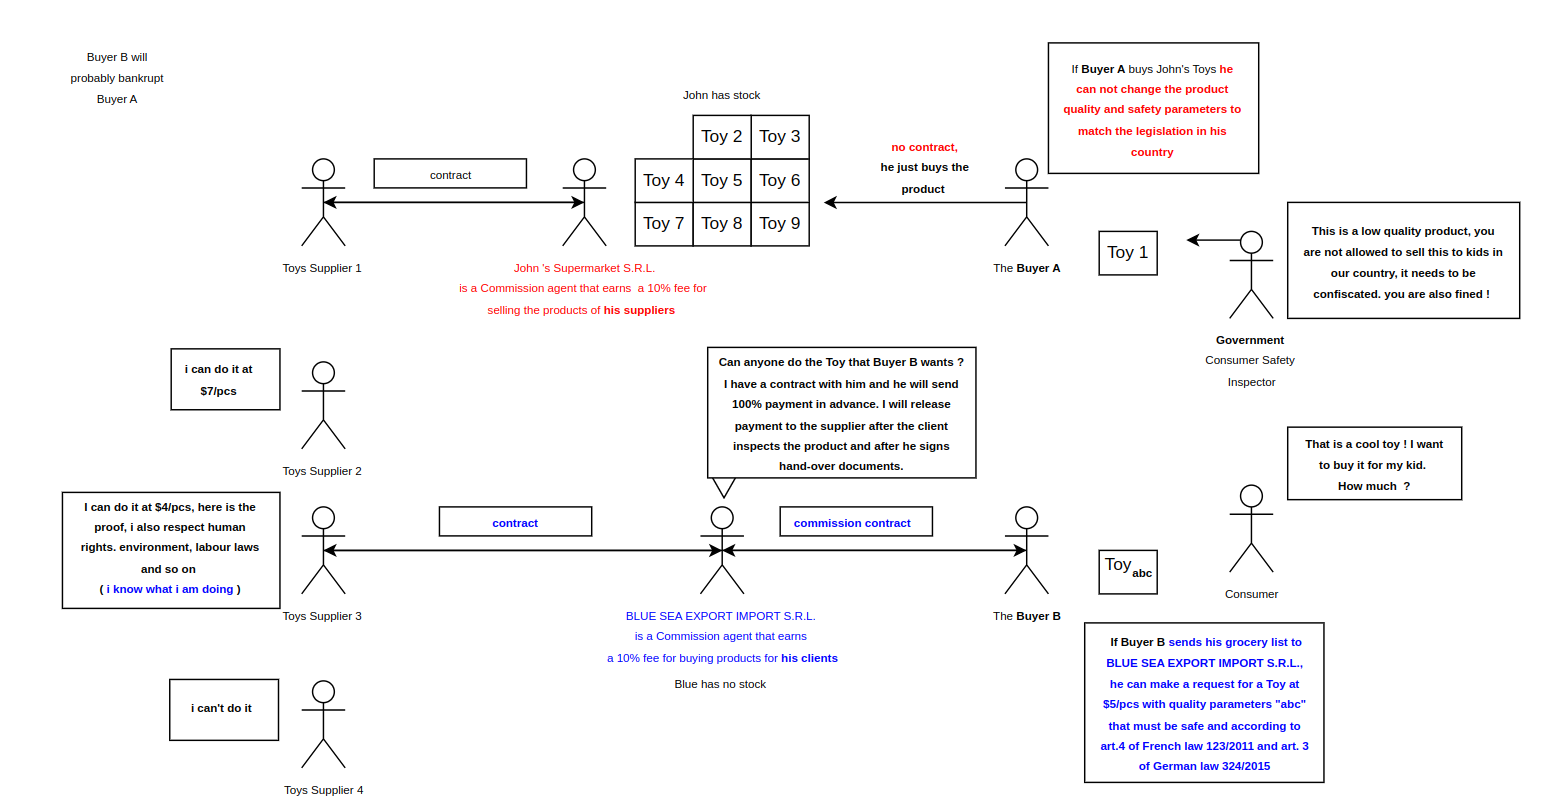 Buyer B will
probably bankrupt
Buyer A
John has stock
Toy 2 Toy 3
Toy 4 Toy 5 Toy 6
Toy 7 Toy 8 Toy 9
contract
no contract,
he just buys the
product
If Buyer A buys John's Toys he
can not change the product
quality and safety parameters to
match the legislation in his
country
Toys Supplier 1
John 's Supermarket S.R.L.
is a Commission agent that earns  a 10% fee for
selling the products of his suppliers
The Buyer A
Toy 1
This is a low quality product, you
are not allowed to sell this to kids in
our country, it needs to be
confiscated. you are also fined !
Government
Consumer Safety
Inspector
i can do it at
$7/pcs
Toys Supplier 2
Can anyone do the Toy that Buyer B wants ?
I have a contract with him and he will send
100% payment in advance. I will release
payment to the supplier after the client
inspects the product and after he signs
hand-over documents.
That is a cool toy ! I want
to buy it for my kid.
How much  ?
I can do it at $4/pcs, here is the
proof, i also respect human
rights. environment, labour laws
and so on
( i know what i am doing )
Toys Supplier 3
contract
commission contract
BLUE SEA EXPORT IMPORT S.R.L.
is a Commission agent that earns
a 10% fee for buying products for his clients
Blue has no stock
The Buyer B
Toy abc
Consumer
If Buyer B sends his grocery list to
BLUE SEA EXPORT IMPORT S.R.L.,
he can make a request for a Toy at
$5/pcs with quality parameters "abc"
that must be safe and according to
art.4 of French law 123/2011 and art. 3
of German law 324/2015
i can't do it
Toys Supplier 4